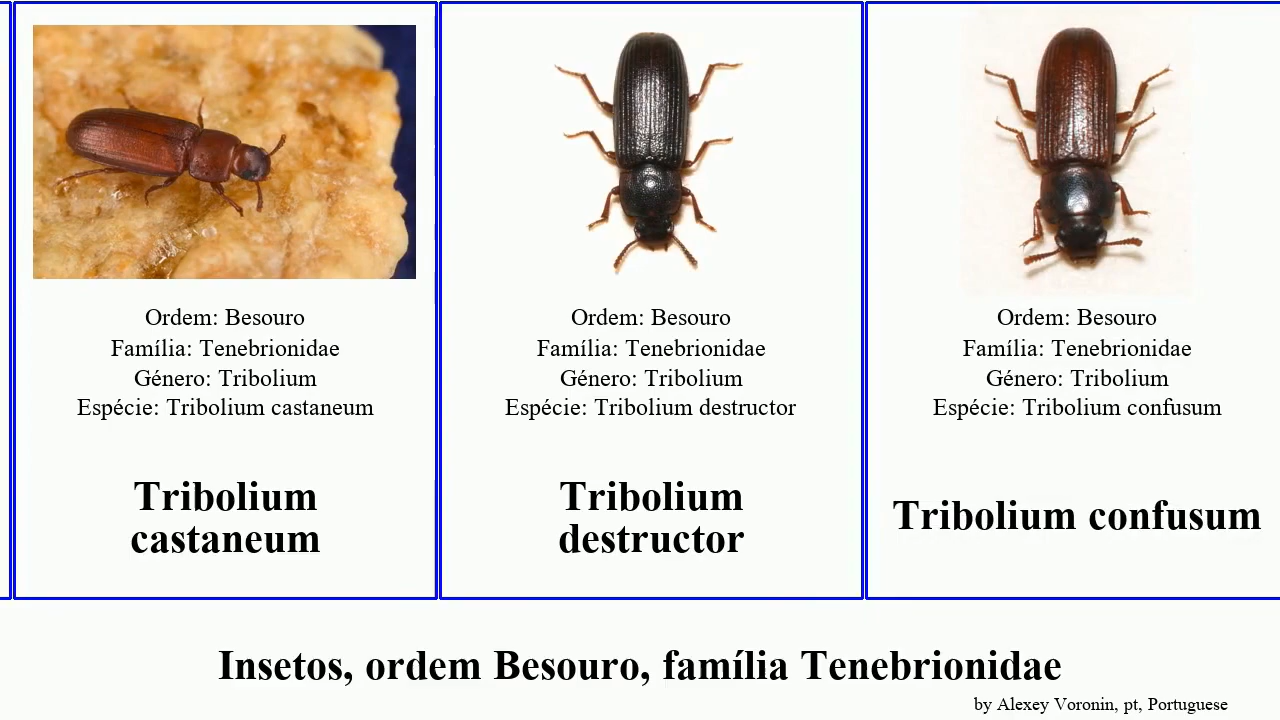 Ordem: Besouro
Família: Tenebrionidae
Género: Tribolium
Espécie: Tribolium castaneum
Tribolium
castaneum
Ordem: Besouro
Família: Tenebrionidae
Género: Tribolium
Espécie: Tribolium destructor
Tribolium
destructor
Ordem: Besouro
Família: Tenebrionidae
Género: Tribolium
Espécie: Tribolium confusum
Tribolium confusum
Insetos, ordem Besouro, família Tenebrionidae
by Alexey Voronin, pt, Portuguese